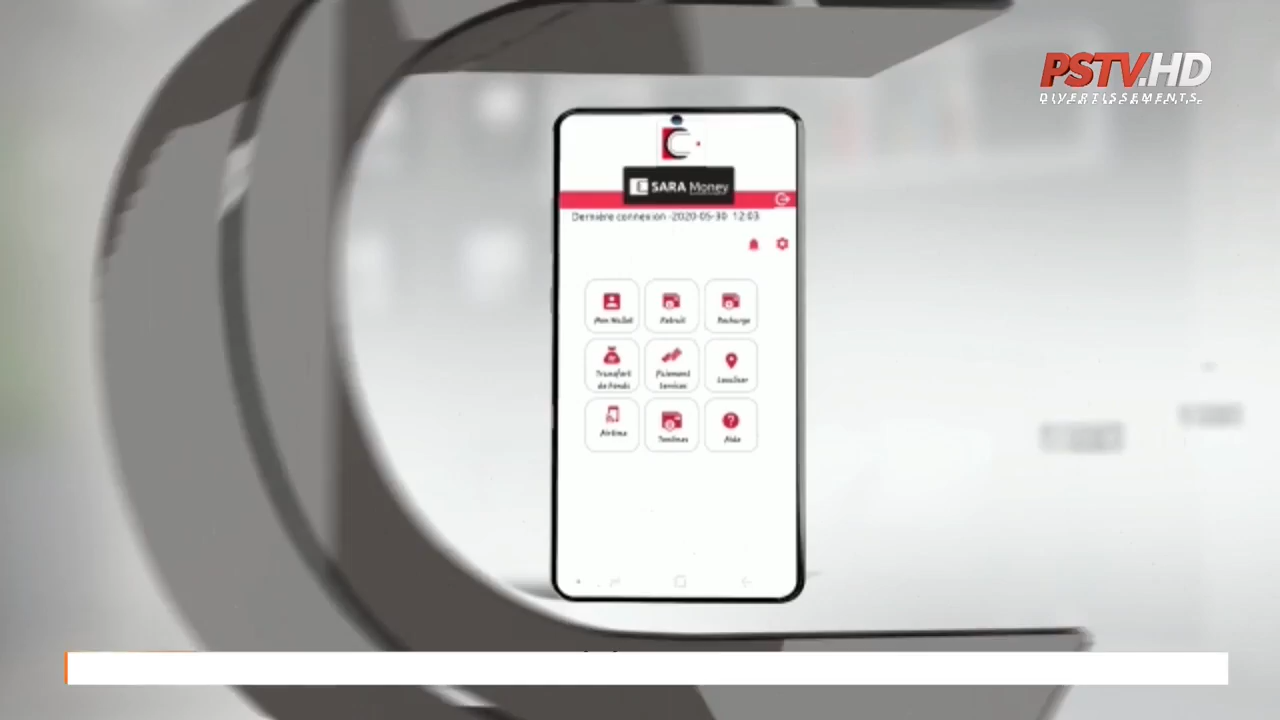 PSTV.HD
DIVERTISSEMENTS
SARA Money
Dernière connexion -2020-05-30 12:03
Mon Wallet
Retrait
Recharge
Transfert
de Fonds
Paiement
Services
Localiser
Airtime
Aide